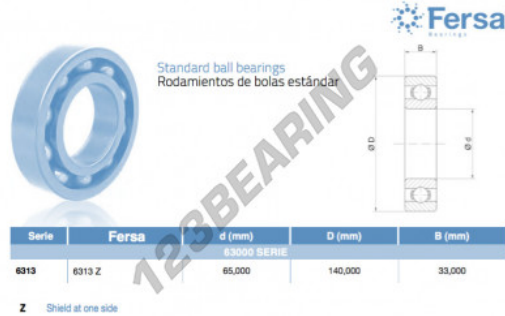 Fersa
Bearings
Standard ball bearings
Rodamientos de bolas estándar
B
Ø D
Ø d
123BEARING
Serie Fersa d (mm) D (mm) B (mm)
63000 SERIE
6313 6313 Z 65,000 140,000 33,000
Z Shield at one side